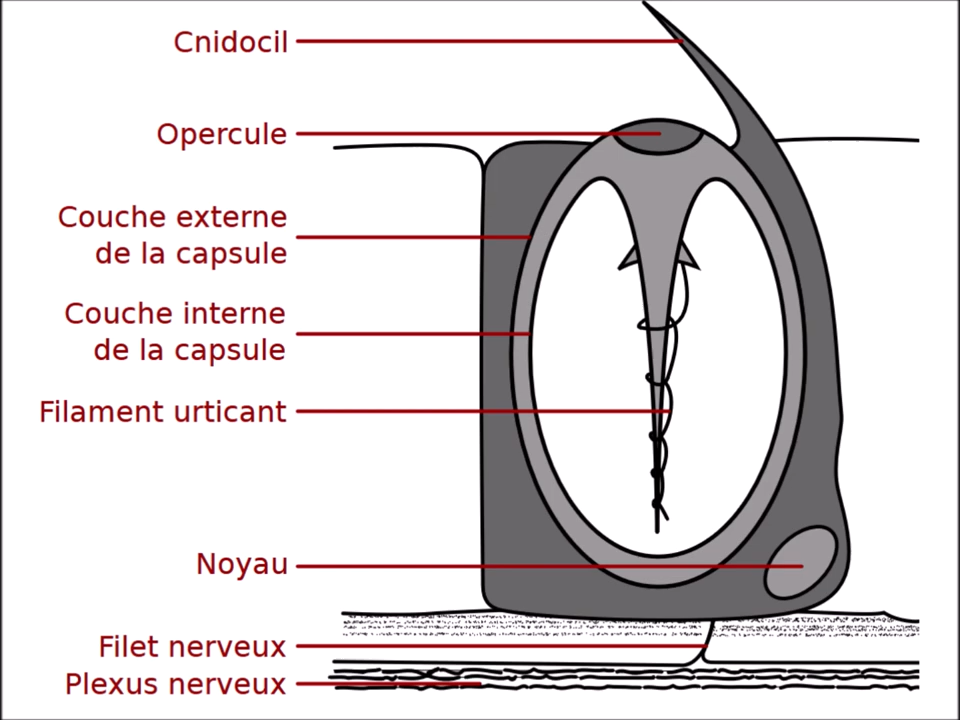 Cnidocil
Opercule
Couche externe
de la capsule
Couche interne
de la capsule
Filament urticant
Noyau
Filet nerveux
Plexus nerveux